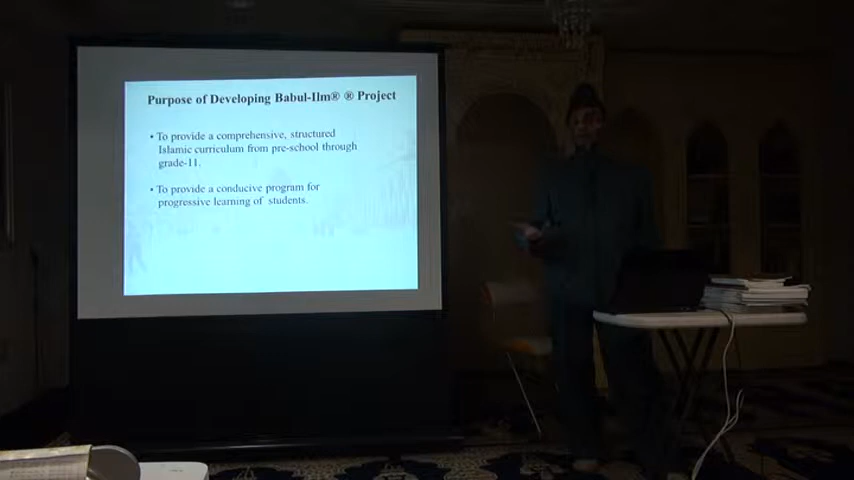 Purpose of Developing Babul-Ilm® ® Project
• To provide a comprehensive, structured
Islamic curriculum from pre-school through
grade-11.
• To provide a conducive program for
progressive learning of students.